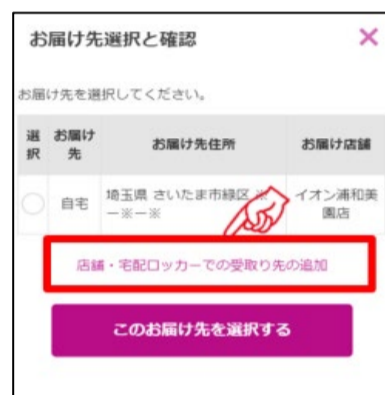 お届け先選択と確認 ×
お届け先を選択してください。
選択 お届け先 お届け先住所 お届け店舗
自宅 埼玉県 さいたま市緑区 ※
ー※ー※
イオン浦和美
園店
店舗・宅配ロッカーでの受取り先の追加
このお届け先を選択する